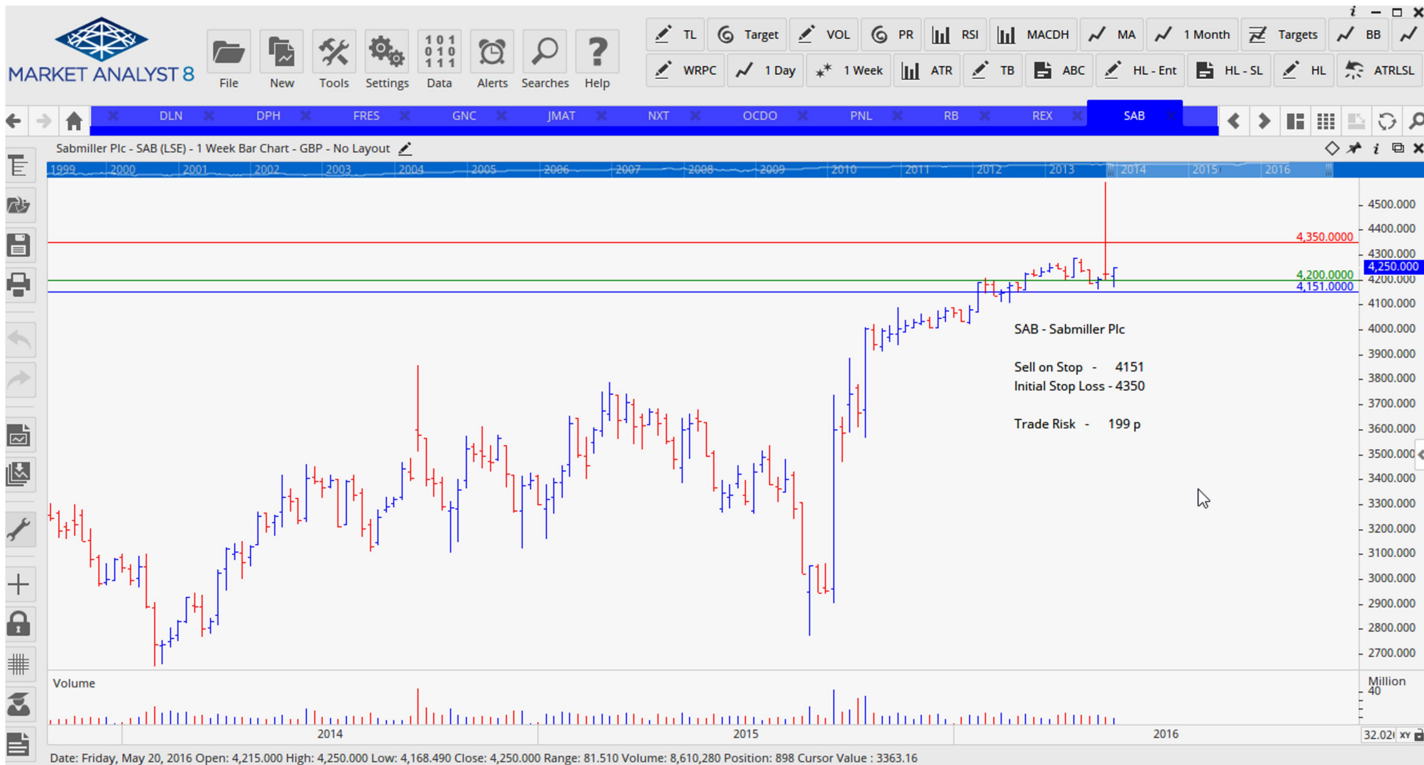 TL Target VOL PR RSI MACDH MA 1 Month Targets BB
MARKET ANALYST 8
WRPC 1 Day 1 Week ATR TB ABC HL - Ent HL - SL HL ATRLSL
File New Tools Settings Data Alerts Searches Help
DLN DPH FRES GNC JMAT NXT OCDO PNL RB REX SAB
Sabmiller Plc - SAB (LSE) - 1 Week Bar Chart - GBP - No Layout
1999 2000 2001 2002 2003 2004 2005 2006 2007 2008 2009 2010 2011 2012 2013 2014 2015 2016
4500.000
4400.000
4,350.0000
4300.000
4,250.000
4,200.0000 4200.000
4,151.0000
4100.000
4000.000
3900.000
3800.000
3700.000
3600.000
3500.000
3400.000
3300.000
3200.000
3100.000
3000.000
2900.000
2800.000
2700.000
SAB - Sabmiller Plc
Sell on Stop - 4151
Initial Stop Loss - 4350
Trade Risk - 199 p
Volume
Million
40
2014 2015 2016
XY
Date: Friday, May 20, 2016 Open: 4,215.000 High: 4,250.000 Low: 4,168.490 Close: 4,250.000 Range: 81.510 Volume: 8,610,280 Position: 898 Cursor Value : 3363.16